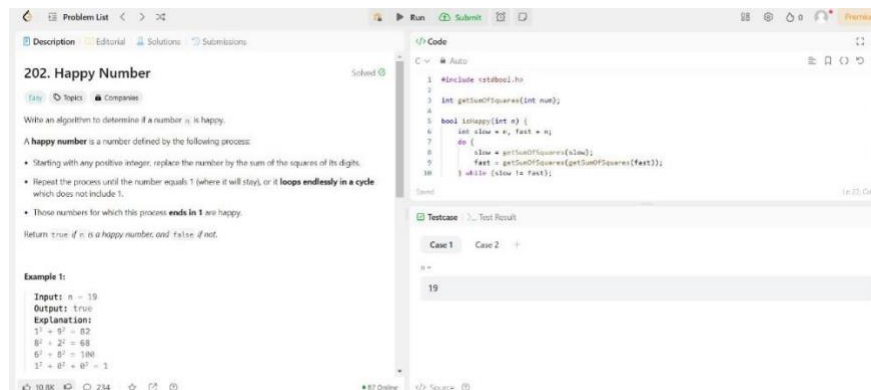 Problem List
Run
Submit
0
Premium
Description
Editorial
Solutions
Submissions
202. Happy Number
Solved
Easy
Topics
Companies
Write an algorithm to determine if a number n is happy.
A happy number is a number defined by the following process:
• Starting with any positive integer, replace the number by the sum of the squares of its digits.
• Repeat the process until the number equals 1 (where it will stay), or it loops endlessly in a cycle
which does not include 1.
• Those numbers for which this process ends in 1 are happy.
Return true if n is a happy number, and false if not.
Example 1:
Input: n = 19
Output: true
Explanation:
1² + 9² = 82
8² + 2² = 68
6² + 8² = 100
1² + 0² + 0² = 1
10.8K
234
87 Online
</> Code
C
Auto
1 #include <stdbool.h>
2
3 int getSumOfSquares(int num);
4
5 bool isHappy(int n) {
6 int slow = n, fast = n;
7 do {
8 slow = getSumOfSquares(slow);
9 fast = getSumOfSquares(getSumOfSquares(fast));
10 } while (slow != fast);
Saved
Testcase
>_ Test Result
Case 1
Case 2
+
n =
19
</> Source